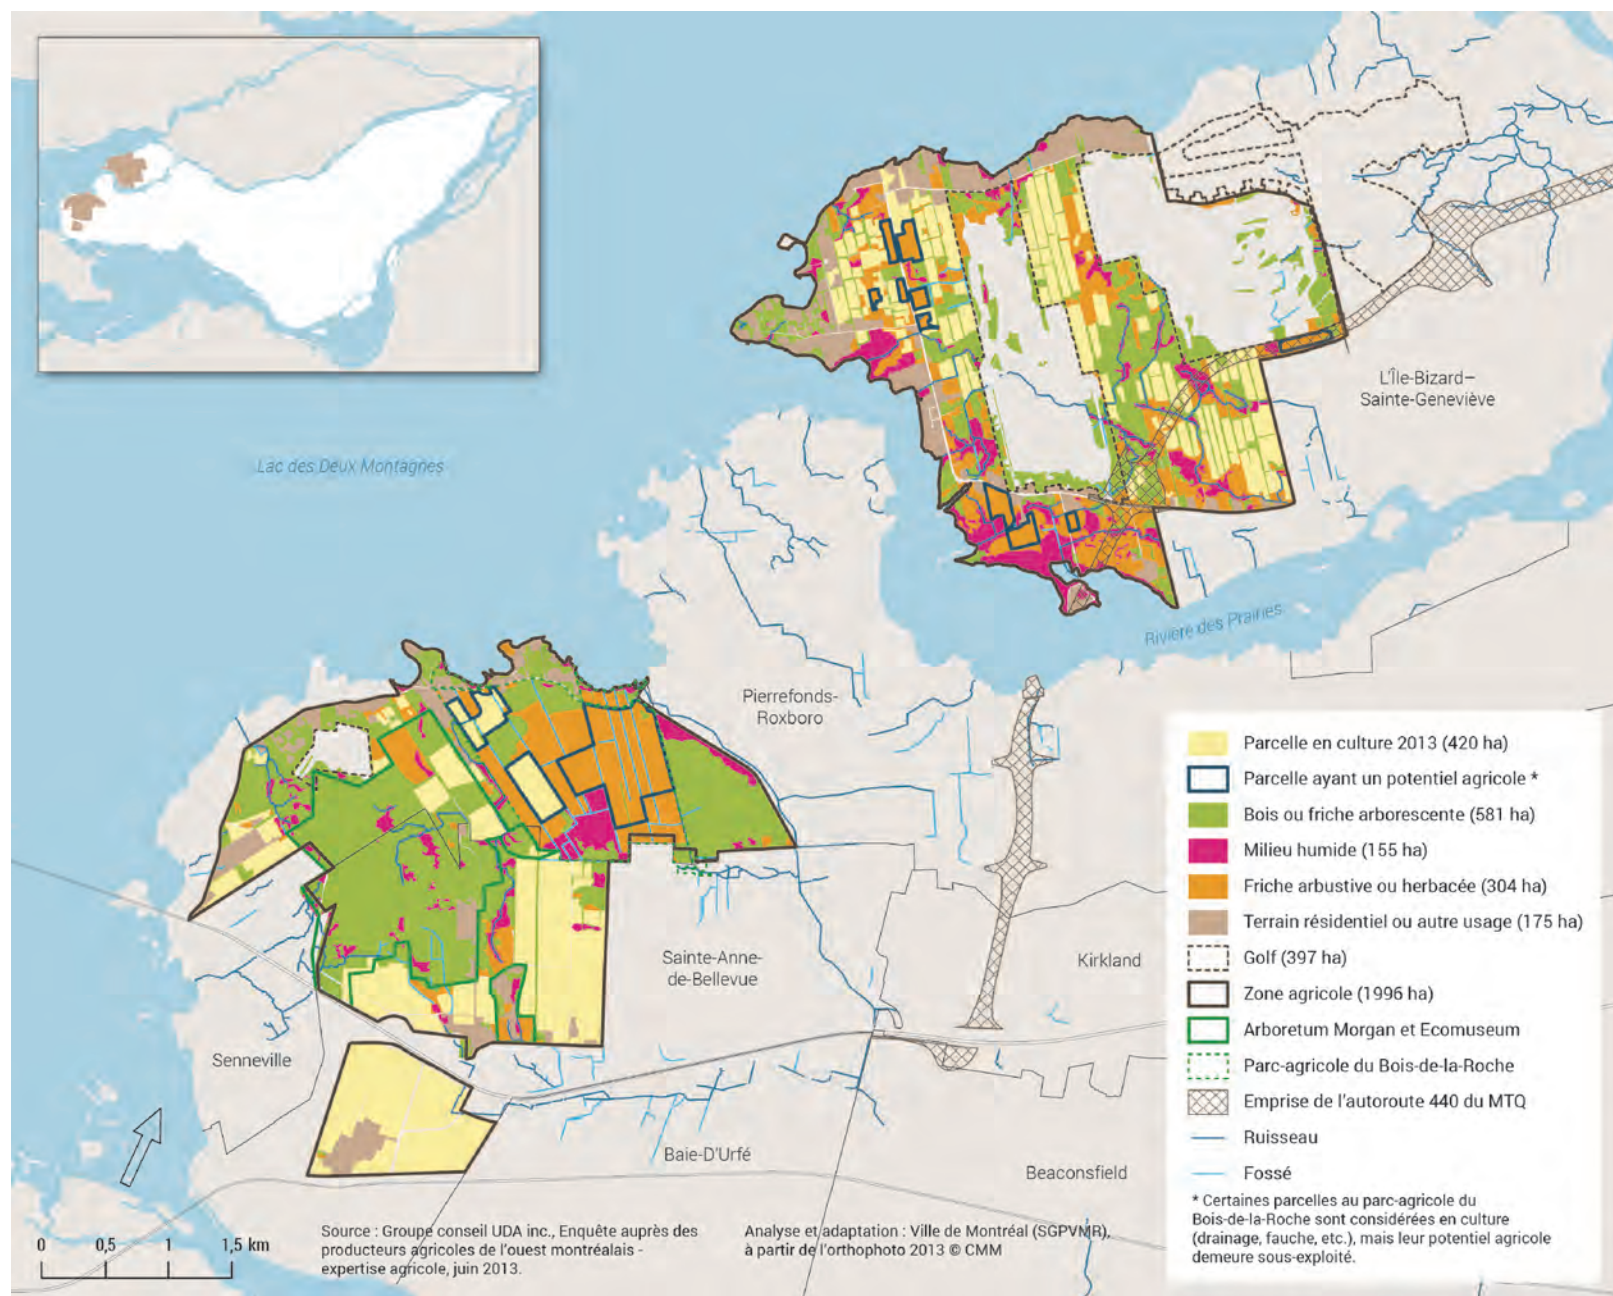 L'Île-Bizard–
Sainte-Geneviève
Lac des Deux Montagnes
Rivière des Prairies
Pierrefonds-
Roxboro
Sainte-Anne-
de-Bellevue
Kirkland
Senneville
Baie-D'Urfé
Beaconsfield
Parcelle en culture 2013 (420 ha)
Parcelle ayant un potentiel agricole *
Bois ou friche arborescente (581 ha)
Milieu humide (155 ha)
Friche arbustive ou herbacée (304 ha)
Terrain résidentiel ou autre usage (175 ha)
Golf (397 ha)
Zone agricole (1996 ha)
Arboretum Morgan et Ecomuseum
Parc-agricole du Bois-de-la-Roche
Emprise de l'autoroute 440 du MTQ
Ruisseau
Fossé
* Certaines parcelles au parc-agricole du
Bois-de-la-Roche sont considérées en culture
(drainage, fauche, etc.), mais leur potentiel agricole
demeure sous-exploité.
0 0,5 1 1,5 km
Source : Groupe conseil UDA inc., Enquête auprès des
producteurs agricoles de l'ouest montréalais -
expertise agricole, juin 2013.
Analyse et adaptation : Ville de Montréal (SGPVMR),
à partir de l'orthophoto 2013 © CMM